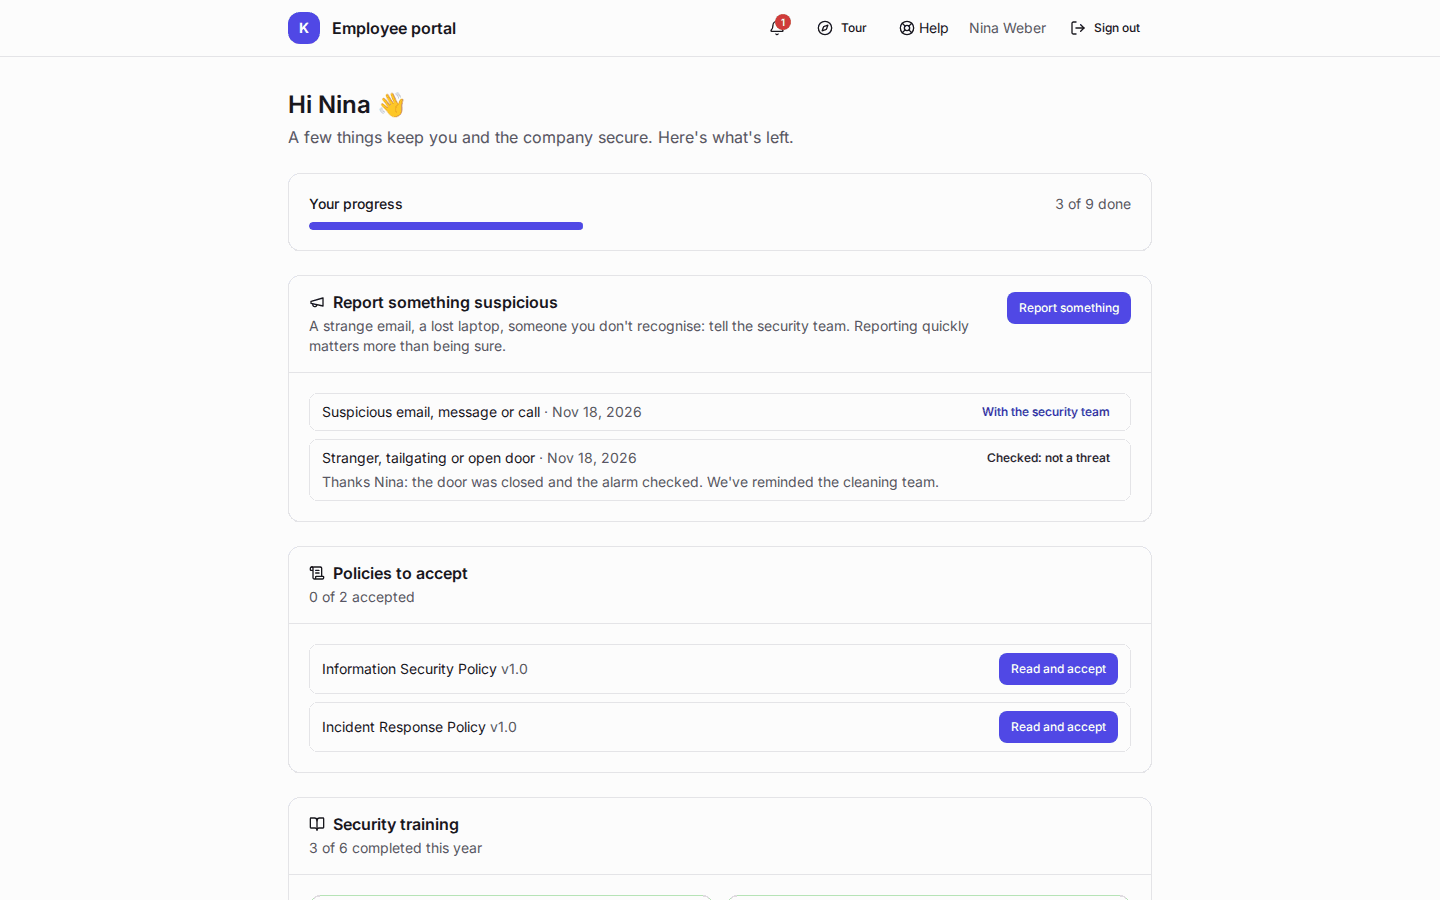 K Employee portal 1 Tour Help Nina Weber Sign out
Hi Nina 👋
A few things keep you and the company secure. Here's what's left.
Your progress 3 of 9 done
Report something suspicious Report something
A strange email, a lost laptop, someone you don't recognise: tell the security team. Reporting quickly
matters more than being sure.
Suspicious email, message or call · Nov 18, 2026 With the security team
Stranger, tailgating or open door · Nov 18, 2026 Checked: not a threat
Thanks Nina: the door was closed and the alarm checked. We've reminded the cleaning team.
Policies to accept
0 of 2 accepted
Information Security Policy v1.0 Read and accept
Incident Response Policy v1.0 Read and accept
Security training
3 of 6 completed this year